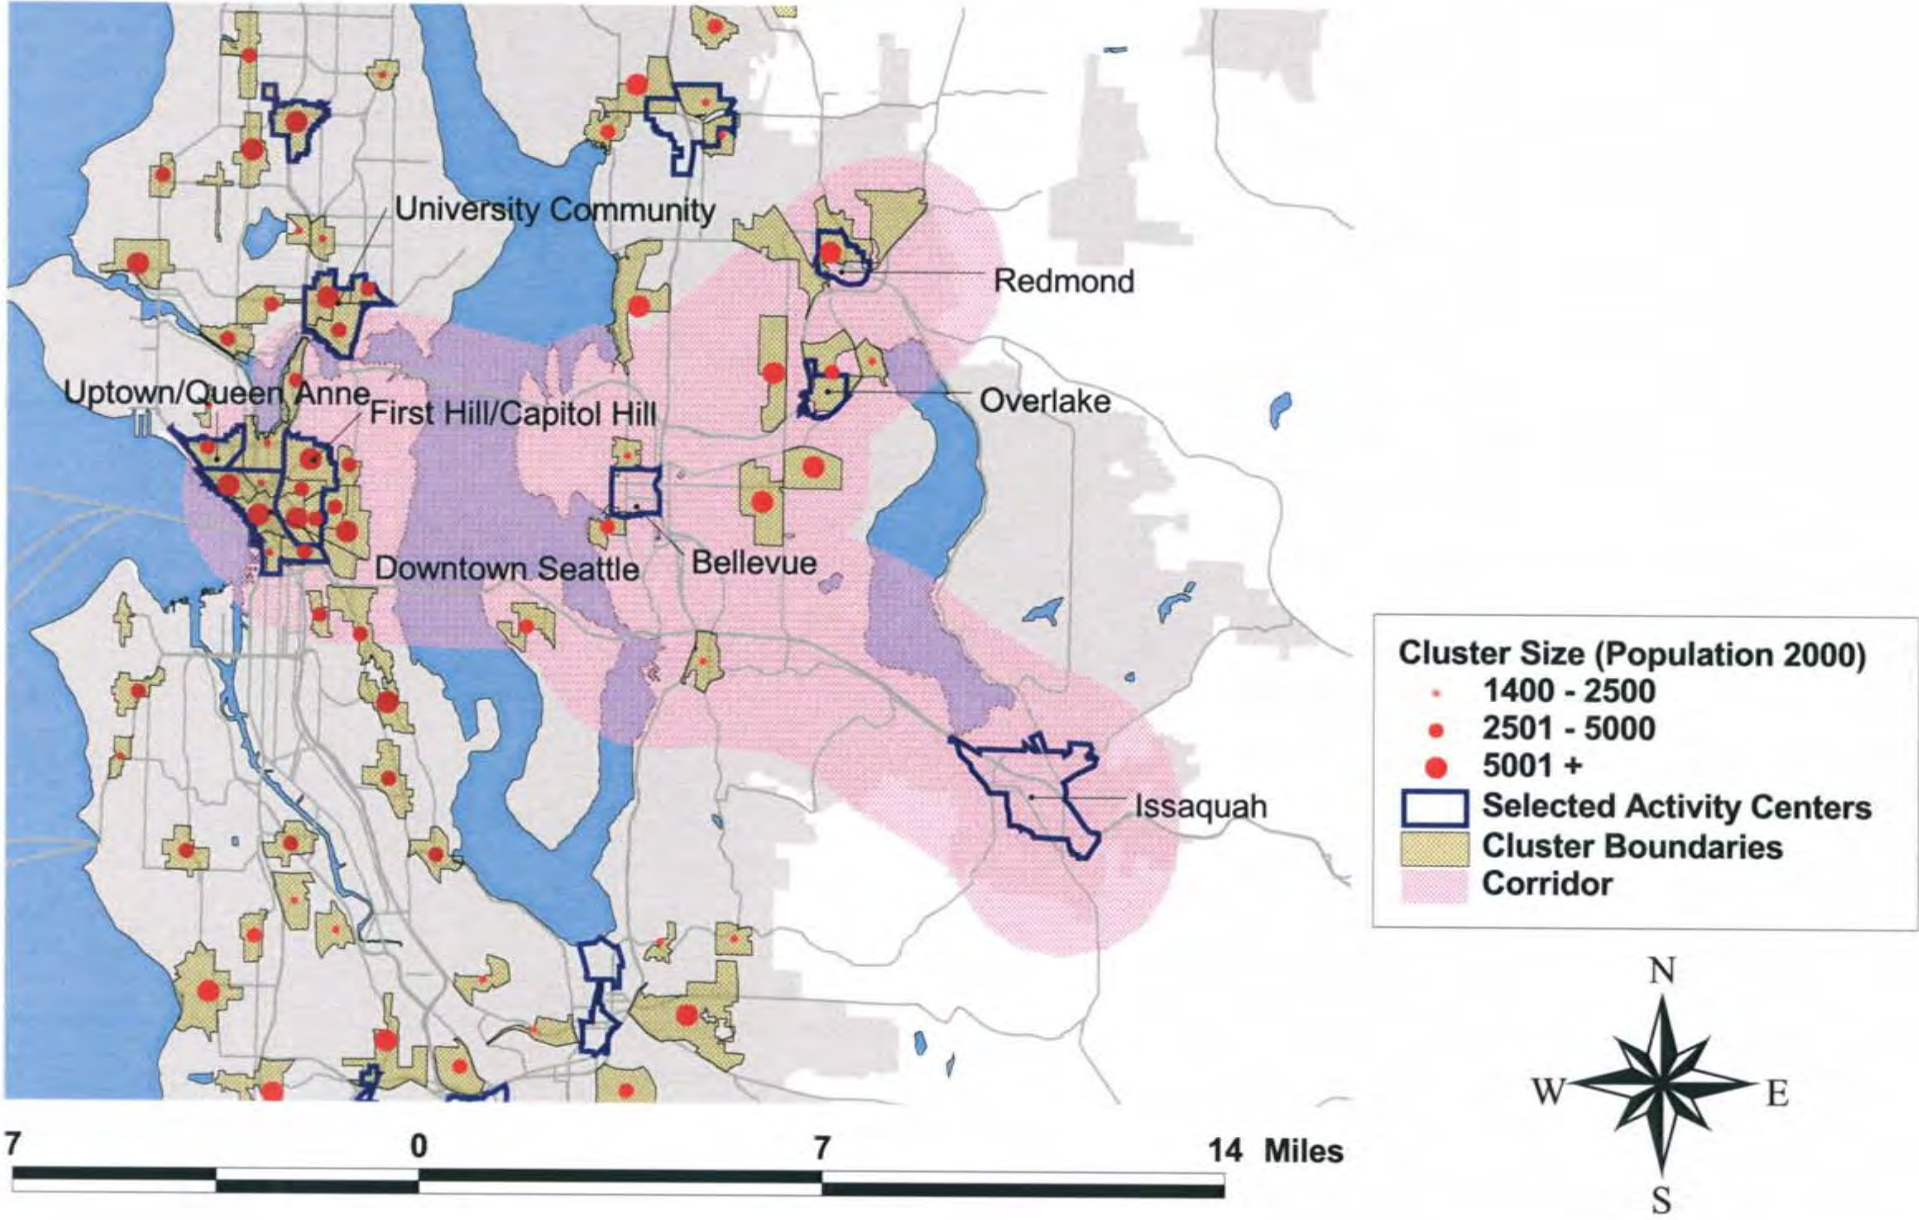 University Community
Redmond
Uptown/Queen Anne
First Hill/Capitol Hill
Overlake
Downtown Seattle
Bellevue
Issaquah
Cluster Size (Population 2000)
1400 - 2500
2501 - 5000
5001 +
Selected Activity Centers
Cluster Boundaries
Corridor
N
W
E
S
7 0 7 14 Miles